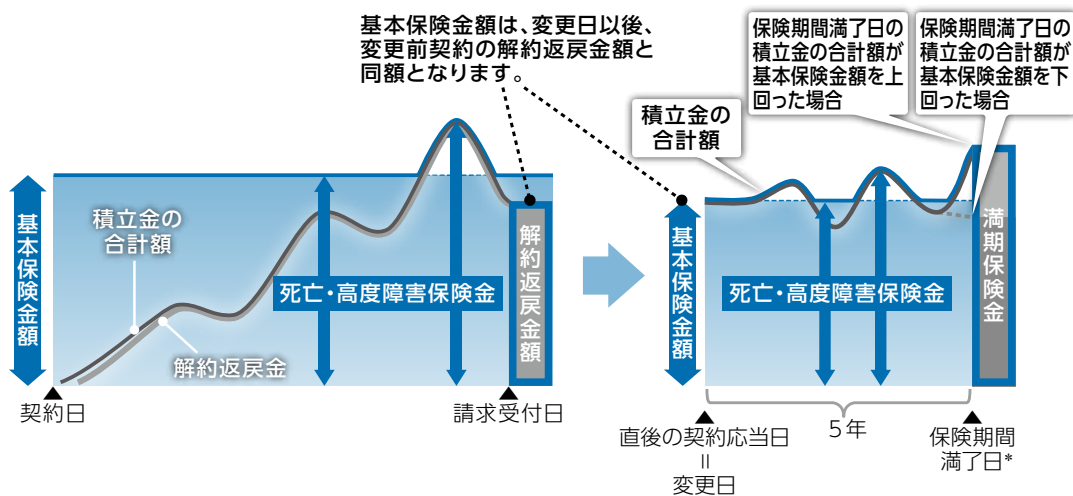 基本保険金額は、変更日以後、
変更前契約の解約返戻金額と
同額となります。
保険期間満了日の
積立金の合計額が
基本保険金額を上
回った場合
保険期間満了日の
積立金の合計額が
基本保険金額を下
回った場合
積立金の
合計額
基本保険金額
積立金の
合計額
解約返戻金
死亡・高度障害保険金
解約返戻金額
契約日
請求受付日
基本保険金額
死亡・高度障害保険金
満期保険金
直後の契約応当日
＝
変更日
5年
保険期間
満了日*